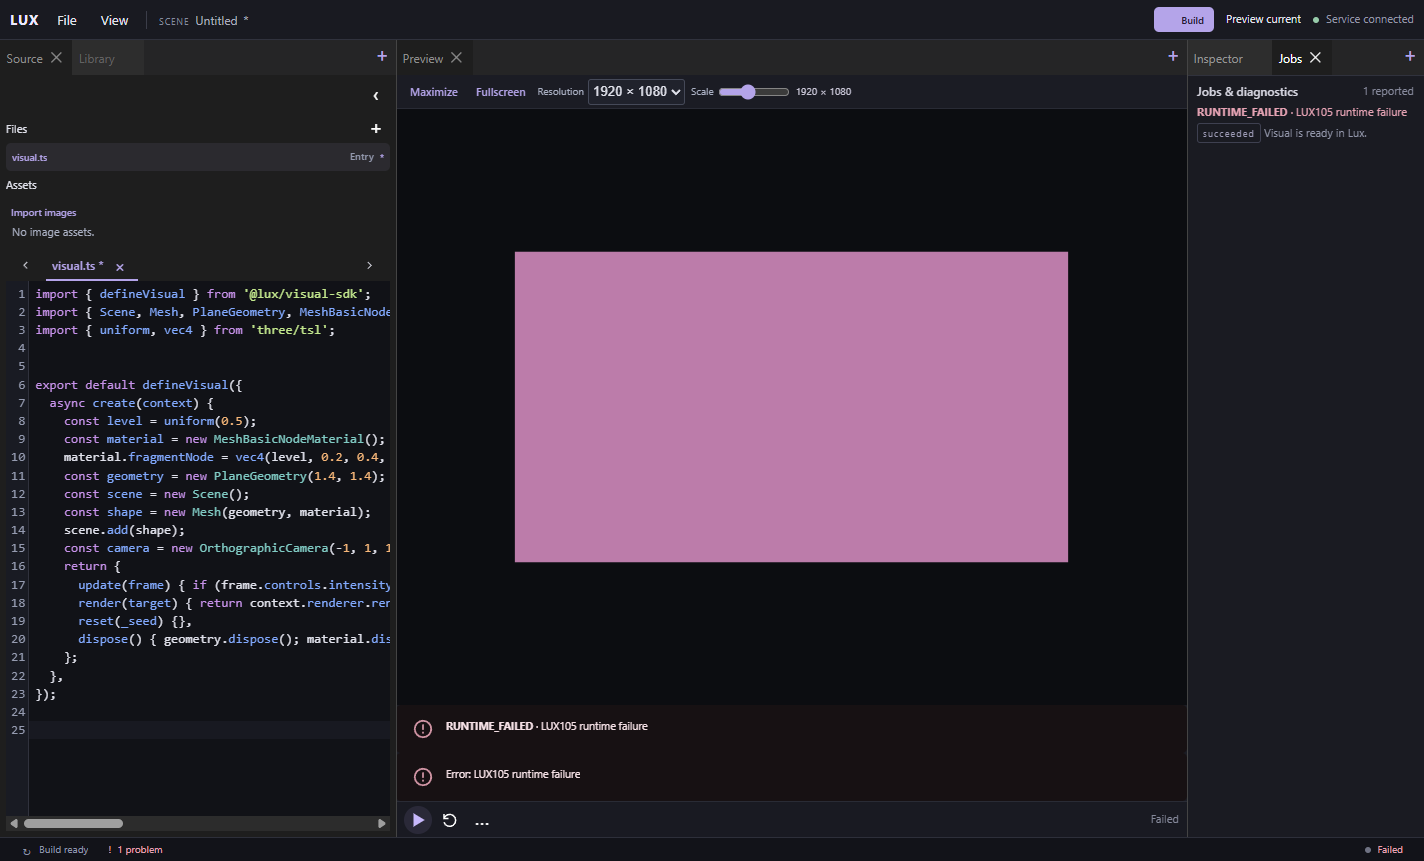 LUX File View SCENE Untitled * Build Preview current Service connected
Source Library + Preview + Inspector Jobs +
Maximize Fullscreen Resolution 1920 × 1080 Scale 1920 × 1080
Jobs & diagnostics 1 reported
RUNTIME_FAILED · LUX105 runtime failure
succeeded Visual is ready in Lux.
Files +
visual.ts Entry *
Assets
Import images
No image assets.
visual.ts *
1 import { defineVisual } from '@lux/visual-sdk';
2 import { Scene, Mesh, PlaneGeometry, MeshBasicNode
3 import { uniform, vec4 } from 'three/tsl';
4
5
6 export default defineVisual({
7 async create(context) {
8 const level = uniform(0.5);
9 const material = new MeshBasicNodeMaterial();
10 material.fragmentNode = vec4(level, 0.2, 0.4,
11 const geometry = new PlaneGeometry(1.4, 1.4);
12 const scene = new Scene();
13 const shape = new Mesh(geometry, material);
14 scene.add(shape);
15 const camera = new OrthographicCamera(-1, 1, 1
16 return {
17 update(frame) { if (frame.controls.intensity
18 render(target) { return context.renderer.ren
19 reset(_seed) {},
20 dispose() { geometry.dispose(); material.dis
21 };
22 },
23 });
24
25
RUNTIME_FAILED · LUX105 runtime failure
Error: LUX105 runtime failure
... Failed
Build ready ! 1 problem Failed